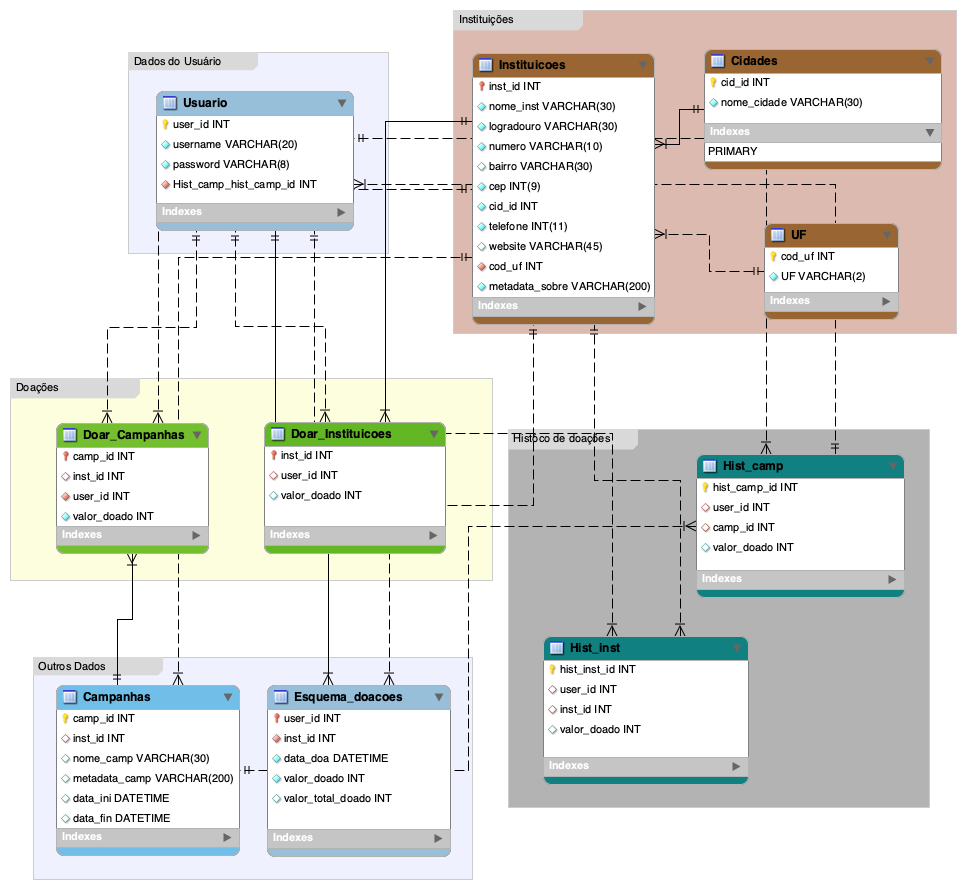 Instituições
Instituicoes
inst_id INT
nome_inst VARCHAR(30)
logradouro VARCHAR(30)
numero VARCHAR(10)
bairro VARCHAR(30)
cep INT(9)
cid_id INT
telefone INT(11)
website VARCHAR(45)
cod_uf INT
metadata_sobre VARCHAR(200)
Indexes
Cidades
cid_id INT
nome_cidade VARCHAR(30)
Indexes
PRIMARY
UF
cod_uf INT
UF VARCHAR(2)
Indexes
Dados do Usuário
Usuario
user_id INT
username VARCHAR(20)
password VARCHAR(8)
Hist_camp_hist_camp_id INT
Indexes
Doações
Doar_Campanhas
camp_id INT
inst_id INT
user_id INT
valor_doado INT
Indexes
Doar_Instituicoes
inst_id INT
user_id INT
valor_doado INT
Indexes
Históco de doações
Hist_camp
hist_camp_id INT
user_id INT
camp_id INT
valor_doado INT
Indexes
Hist_inst
hist_inst_id INT
user_id INT
inst_id INT
valor_doado INT
Indexes
Outros Dados
Campanhas
camp_id INT
inst_id INT
nome_camp VARCHAR(30)
metadata_camp VARCHAR(200)
data_ini DATETIME
data_fin DATETIME
Indexes
Esquema_doacoes
user_id INT
inst_id INT
data_doa DATETIME
valor_doado INT
valor_total_doado INT
Indexes